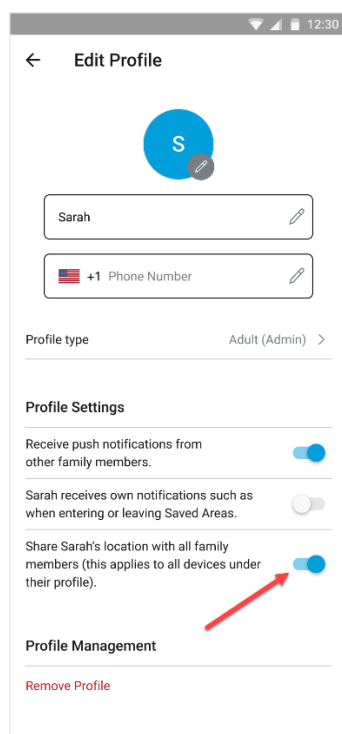 12:30
Edit Profile
S
Sarah
+1 Phone Number
Profile type Adult (Admin)
Profile Settings
Receive push notifications from
other family members.
Sarah receives own notifications such as
when entering or leaving Saved Areas.
Share Sarah's location with all family
members (this applies to all devices under
their profile).
Profile Management
Remove Profile